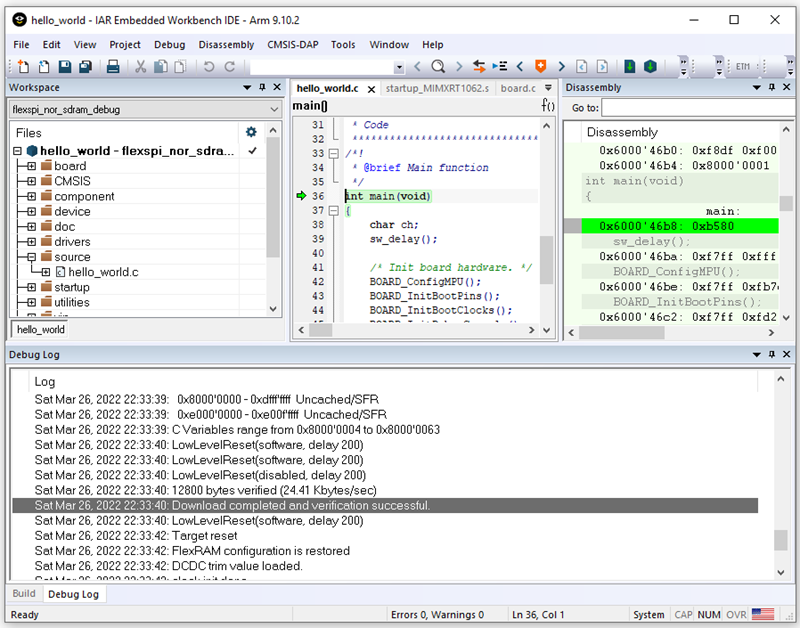 hello_world - IAR Embedded Workbench IDE - Arm 9.10.2
File Edit View Project Debug Disassembly CMSIS-DAP Tools Window Help
ETM
Workspace
flexspi_nor_sdram_debug
Files
hello_world - flexspi_nor_sdra...
board
CMSIS
component
device
doc
drivers
source
hello_world.c
startup
utilities
hello_world
hello_world.c startup_MIMXRT1062.s board.c
main() f()
31 * Code
32 ******************************
33 /*!
34 * @brief Main function
35 */
36 int main(void)
37 {
38 char ch;
39 sw_delay();
40
41 /* Init board hardware. */
42 BOARD_ConfigMPU();
43 BOARD_InitBootPins();
44 BOARD_InitBootClocks();
Disassembly
Go to:
Disassembly
0x6000'46b0: 0xf8df 0xf00
0x6000'46b4: 0x8000'0001
int main(void)
{
main:
0x6000'46b8: 0xb580
sw_delay();
0x6000'46ba: 0xf7ff 0xfff
BOARD_ConfigMPU();
0x6000'46be: 0xf7ff 0xfb7
BOARD_InitBootPins();
0x6000'46c2: 0xf7ff 0xfd2
Debug Log
Log
Sat Mar 26, 2022 22:33:39: 0x8000'0000 - 0xdfff'ffff Uncached/SFR
Sat Mar 26, 2022 22:33:39: 0xe000'0000 - 0xe00f'ffff Uncached/SFR
Sat Mar 26, 2022 22:33:39: C Variables range from 0x8000'0004 to 0x8000'0063
Sat Mar 26, 2022 22:33:40: LowLevelReset(software, delay 200)
Sat Mar 26, 2022 22:33:40: LowLevelReset(software, delay 200)
Sat Mar 26, 2022 22:33:40: LowLevelReset(disabled, delay 200)
Sat Mar 26, 2022 22:33:40: 12800 bytes verified (24.41 Kbytes/sec)
Sat Mar 26, 2022 22:33:40: Download completed and verification successful.
Sat Mar 26, 2022 22:33:40: LowLevelReset(software, delay 200)
Sat Mar 26, 2022 22:33:42: Target reset
Sat Mar 26, 2022 22:33:42: FlexRAM configuration is restored
Sat Mar 26, 2022 22:33:42: DCDC trim value loaded.
Build Debug Log
Ready Errors 0, Warnings 0 Ln 36, Col 1 System CAP NUM OVR